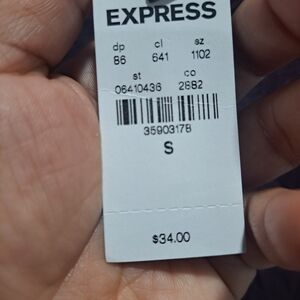 EXPRESS
dp cl sz
86 641 1102
st co
06410436 2882
35903178
S
$34.00